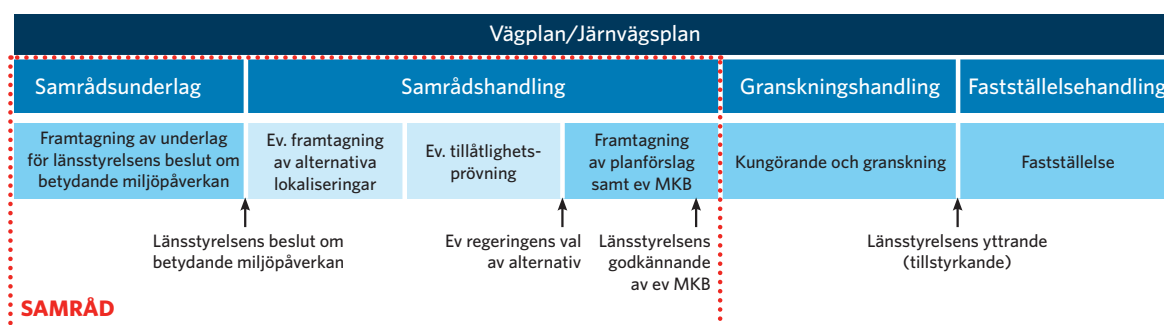 Vägplan/Järnvägsplan
Samrådsunderlag
Samrådshandling
Granskningshandling
Fastställelsehandling
Framtagning av underlag
för länsstyrelsens beslut om
betydande miljöpåverkan
Ev. framtagning
av alternativa
lokaliseringar
Ev. tillåtlighets-
prövning
Framtagning
av planförslag
samt ev MKB
Kungörande och granskning
Fastställelse
Länsstyrelsens beslut om
betydande miljöpåverkan
Ev regeringens val
av alternativ
Länsstyrelsens
godkännande
av ev MKB
Länsstyrelsens yttrande
(tillstyrkande)
SAMRÅD